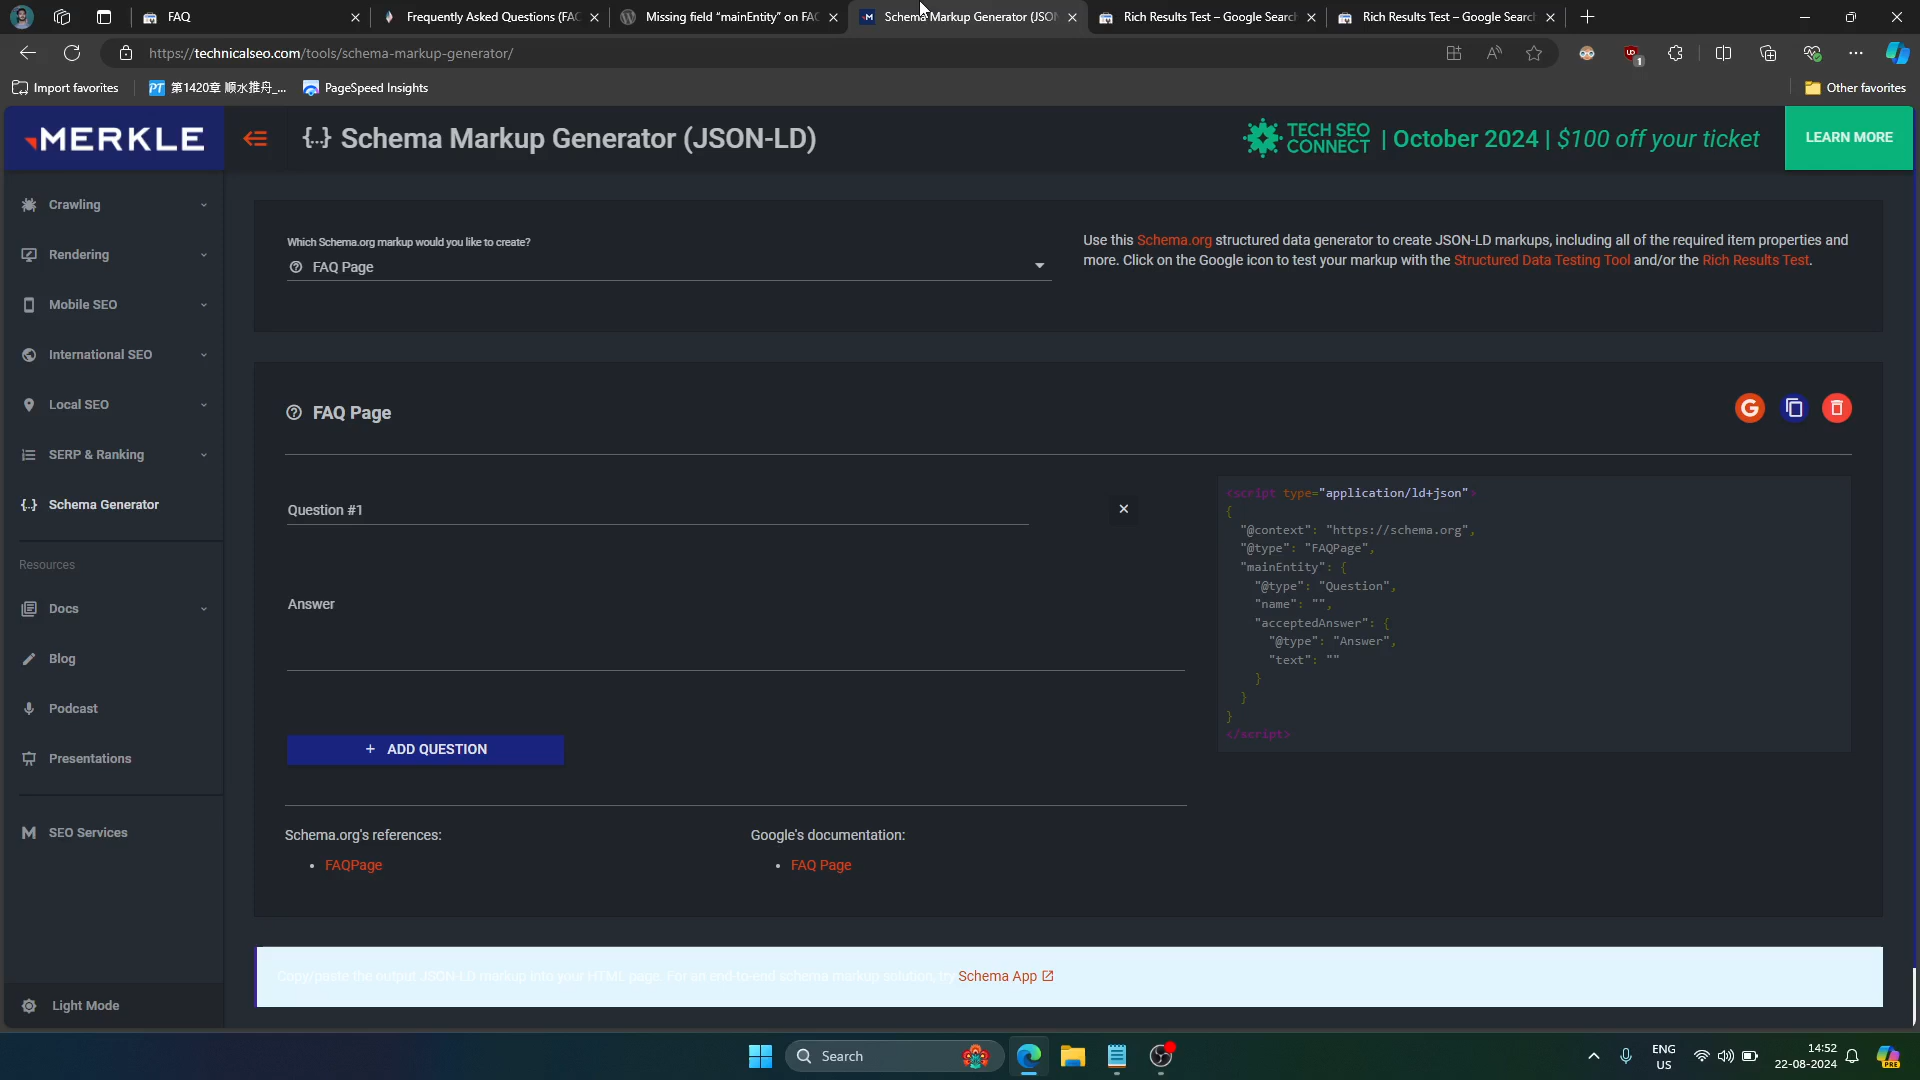 FAQ
Frequently Asked Questions (FAC
Missing field "mainEntity" on FAC
Schema Markup Generator (JSON
Rich Results Test – Google Search
Rich Results Test – Google Search
https://technicalseo.com/tools/schema-markup-generator/
Import favorites
第1420章 顺水推舟_...
PageSpeed Insights
Other favorites
MERKLE
{..} Schema Markup Generator (JSON-LD)
TECH SEO
CONNECT
| October 2024 | $100 off your ticket
LEARN MORE
Crawling
Rendering
Mobile SEO
International SEO
Local SEO
SERP & Ranking
{..} Schema Generator
Resources
Docs
Blog
Podcast
Presentations
SEO Services
Light Mode
Which Schema.org markup would you like to create?
FAQ Page
Use this Schema.org structured data generator to create JSON-LD markups, including all of the required item properties and
more. Click on the Google icon to test your markup with the Structured Data Testing Tool and/or the Rich Results Test.
FAQ Page
Question #1
Answer
+ ADD QUESTION
<script type="application/ld+json">
{
"@context": "https://schema.org",
"@type": "FAQPage",
"mainEntity": {
"@type": "Question",
"name": "",
"acceptedAnswer": {
"@type": "Answer",
"text": ""
}
}
}
</script>
Schema.org's references:
FAQPage
Google's documentation:
FAQ Page
Copy/paste the output JSON-LD markup into your HTML page. For an end-to-end schema markup solution, try Schema App
Search
ENG
US
14:52
22-08-2024